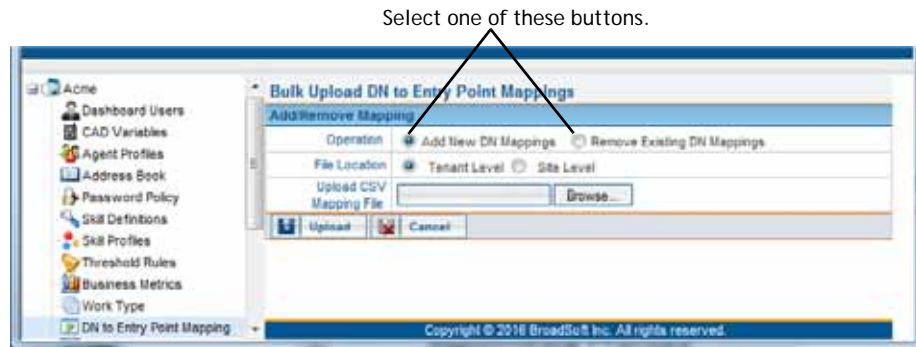 Select one of these buttons.
Acme
Dashboard Users
CAD Variables
Agent Profiles
Address Book
Password Policy
Skill Definitions
Skill Profiles
Threshold Rules
Business Metrics
Work Type
DN to Entry Point Mapping
Bulk Upload DN to Entry Point Mappings
Add/Remove Mapping
Operation Add New DN Mappings Remove Existing DN Mappings
File Location Tenant Level Site Level
Upload CSV
Mapping File Browse...
Upload Cancel
Copyright © 2016 BroadSoft Inc. All rights reserved.